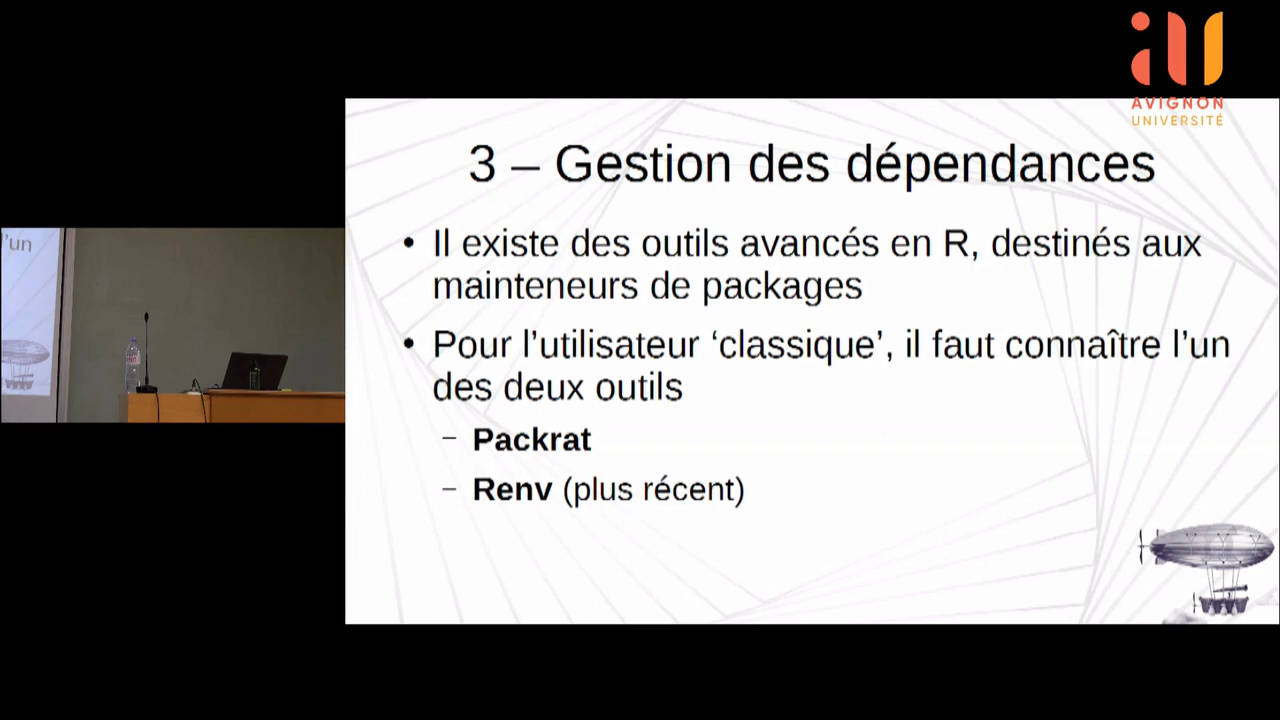 AVIGNON
UNIVERSITÉ
3 – Gestion des dépendances
• Il existe des outils avancés en R, destinés aux
mainteneurs de packages
• Pour l’utilisateur ‘classique’, il faut connaître l’un
des deux outils
– Packrat
– Renv (plus récent)
l’un